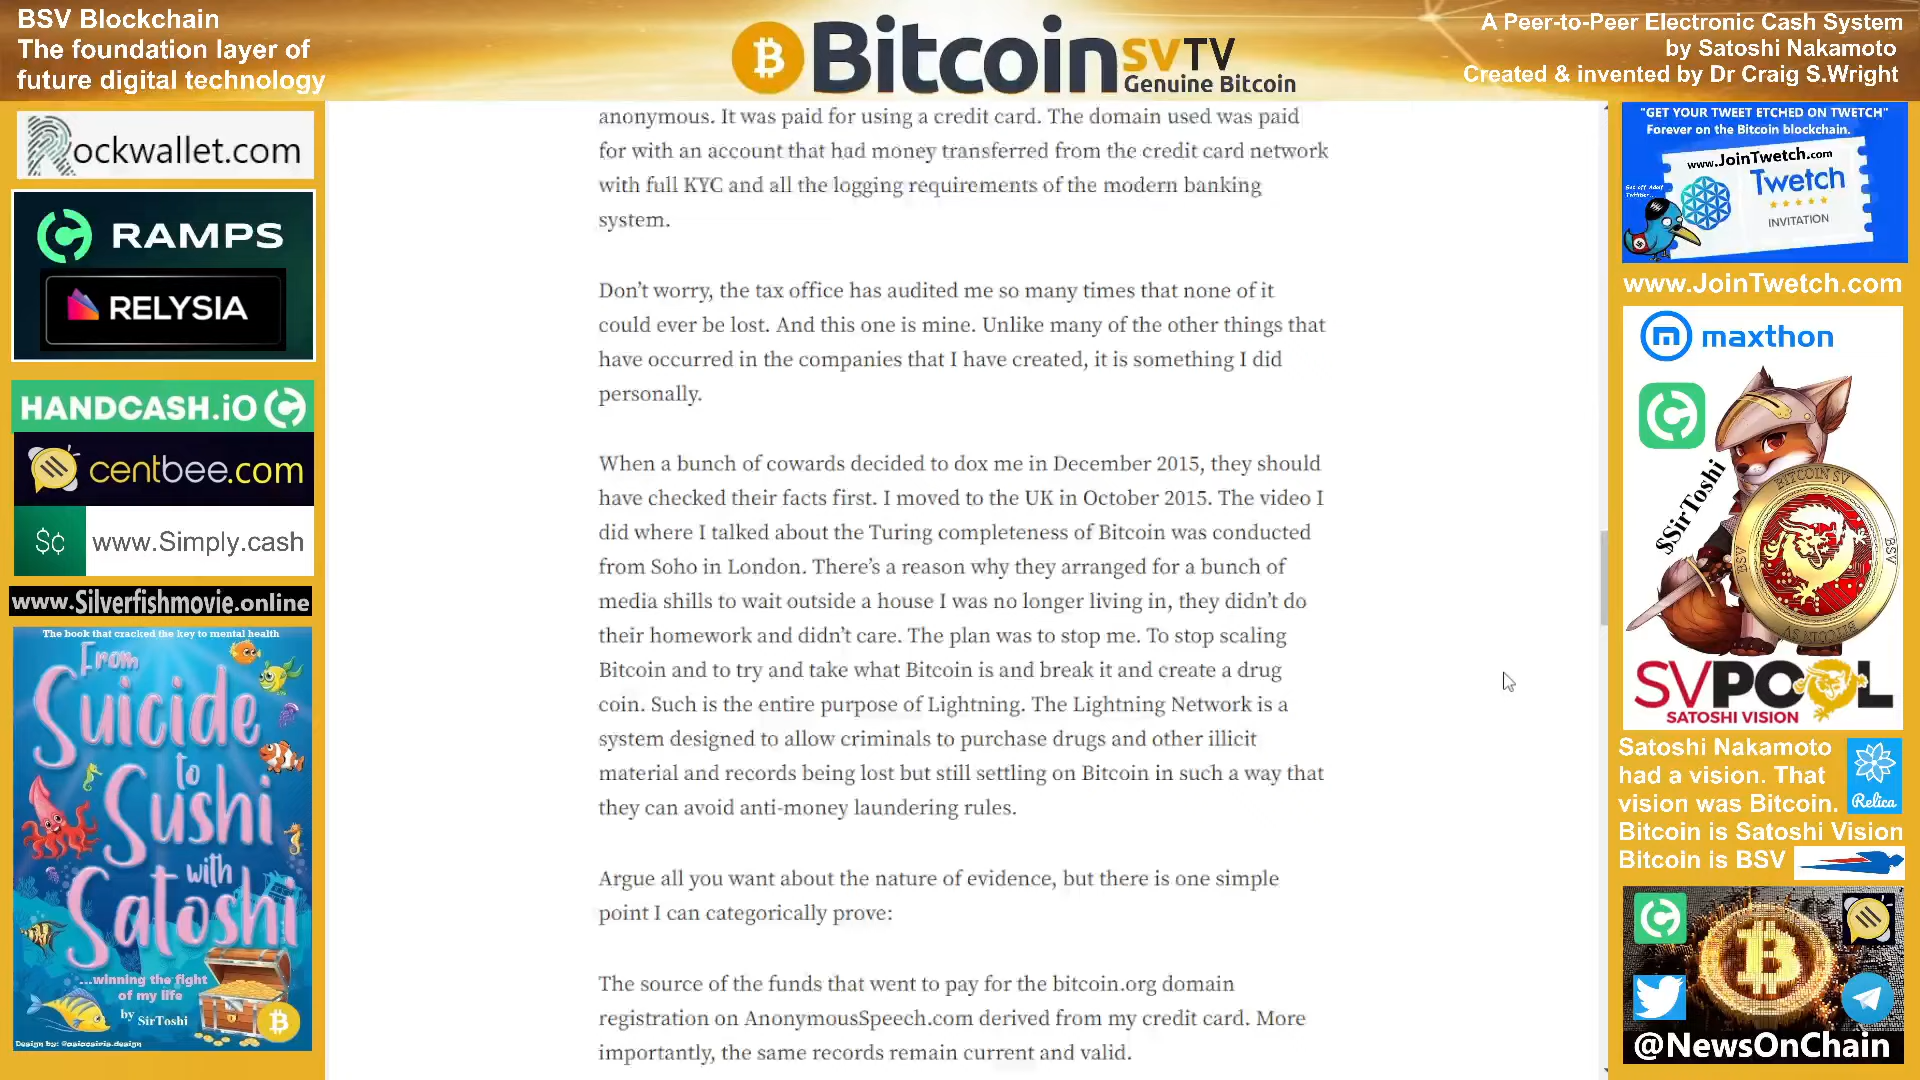 BSV Blockchain
The foundation layer of
future digital technology
Bitcoin SVTV
Genuine Bitcoin
A Peer-to-Peer Electronic Cash System
by Satoshi Nakamoto
Created & invented by Dr Craig S.Wright
Rockwallet.com
RAMPS
RELYSIA
HANDCASH.iO
centbee.com
$c www.Simply.cash
www.Silverfishmovie.online
The book that cracked the key to mental health
From
Suicide
to
Sushi
with
Satoshi
...winning the fight
of my life
by SirToshi
anonymous. It was paid for using a credit card. The domain used was paid
for with an account that had money transferred from the credit card network
with full KYC and all the logging requirements of the modern banking
system.
Don't worry, the tax office has audited me so many times that none of it
could ever be lost. And this one is mine. Unlike many of the other things that
have occurred in the companies that I have created, it is something I did
personally.
When a bunch of cowards decided to dox me in December 2015, they should
have checked their facts first. I moved to the UK in October 2015. The video I
did where I talked about the Turing completeness of Bitcoin was conducted
from Soho in London. There's a reason why they arranged for a bunch of
media shills to wait outside a house I was no longer living in, they didn't do
their homework and didn't care. The plan was to stop me. To stop scaling
Bitcoin and to try and take what Bitcoin is and break it and create a drug
coin. Such is the entire purpose of Lightning. The Lightning Network is a
system designed to allow criminals to purchase drugs and other illicit
material and records being lost but still settling on Bitcoin in such a way that
they can avoid anti-money laundering rules.
Argue all you want about the nature of evidence, but there is one simple
point I can categorically prove:
The source of the funds that went to pay for the bitcoin.org domain
registration on AnonymousSpeech.com derived from my credit card. More
importantly, the same records remain current and valid.
"GET YOUR TWEET ETCHED ON TWETCH"
Forever on the Bitcoin blockchain.
www.JoinTwetch.com
Twetch
INVITATION
www.JoinTwetch.com
maxthon
$SirToshi
BITCOIN SV
BSV
BSV
SVPOOL
SATOSHI VISION
Satoshi Nakamoto
had a vision. That
vision was Bitcoin.
Relica
Bitcoin is Satoshi Vision
Bitcoin is BSV
@NewsOnChain